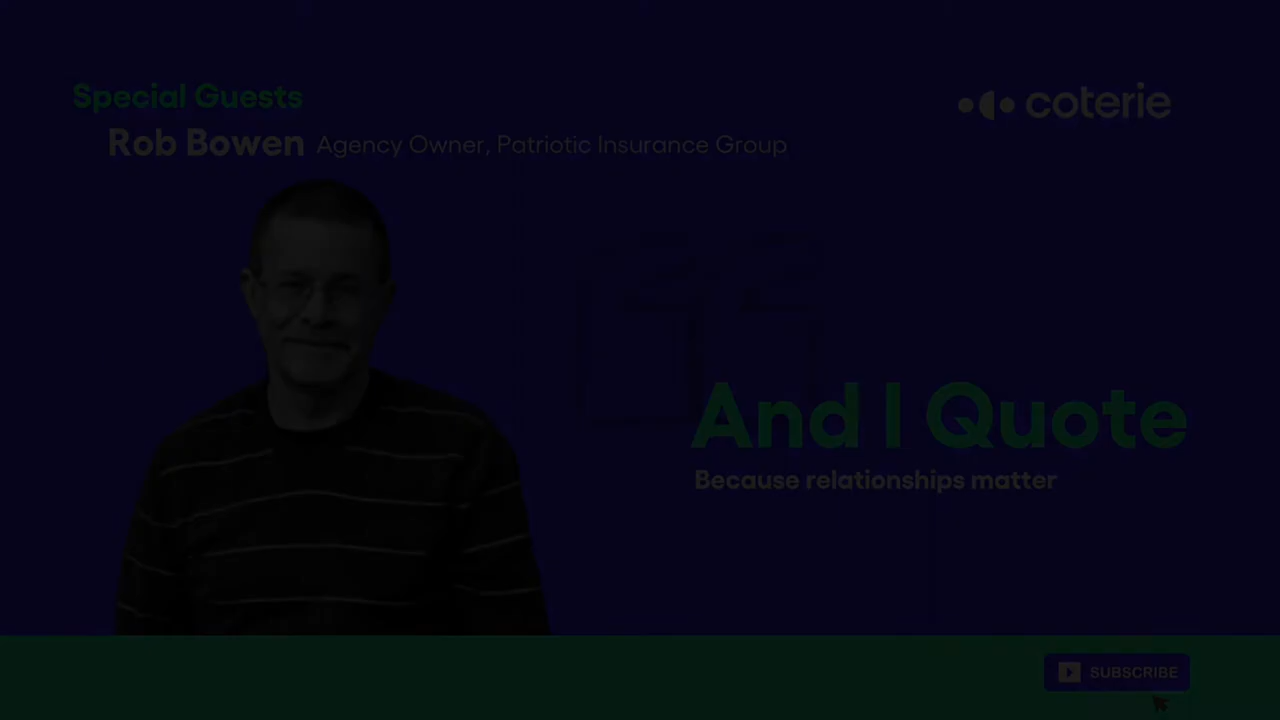 Special Guests
coterie
Rob Bowen Agency Owner, Patriotic Insurance Group
And I Quote
Because relationships matter
SUBSCRIBE